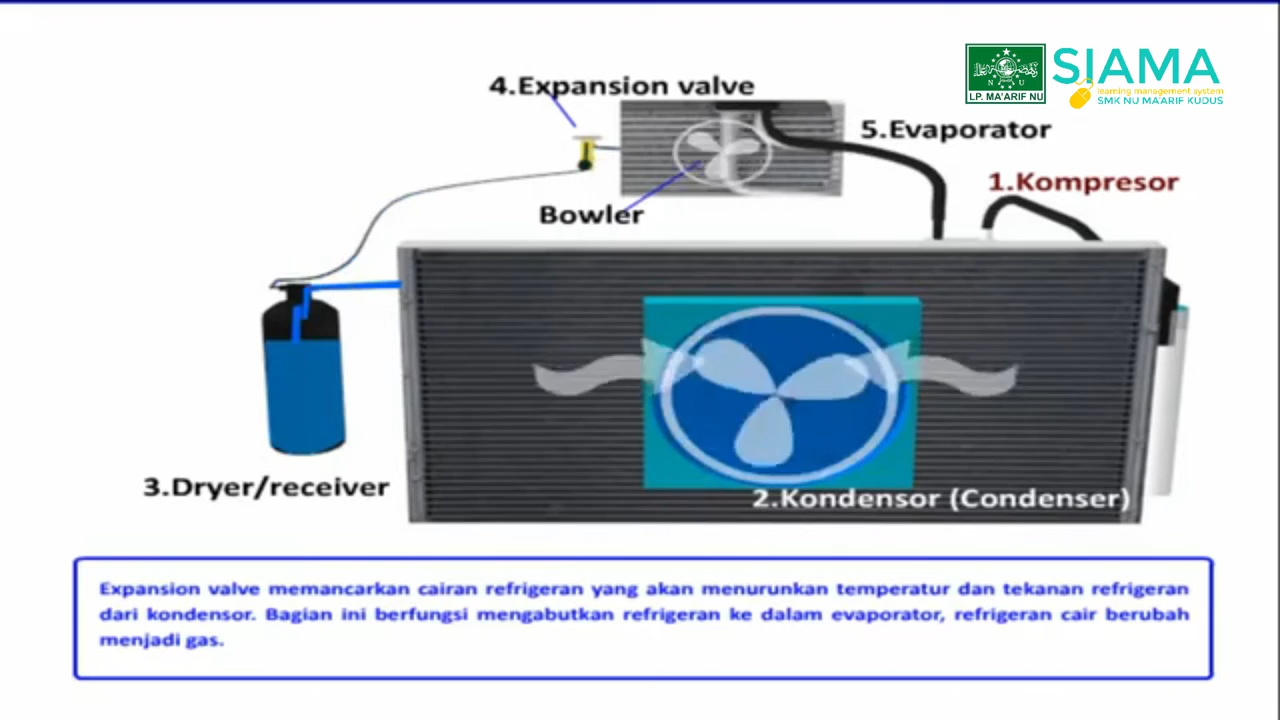 4.Expansion valve
SIAMA
learning management system
SMK NU MA'ARIF KUDUS
N U
LP. MA'ARIF NU
5.Evaporator
1.Kompresor
Bowler
3.Dryer/receiver
2.Kondensor (Condenser)
Expansion valve memancarkan cairan refrigeran yang akan menurunkan temperatur dan tekanan refrigeran
dari kondensor. Bagian ini berfungsi mengabutkan refrigeran ke dalam evaporator, refrigeran cair berubah
menjadi gas.